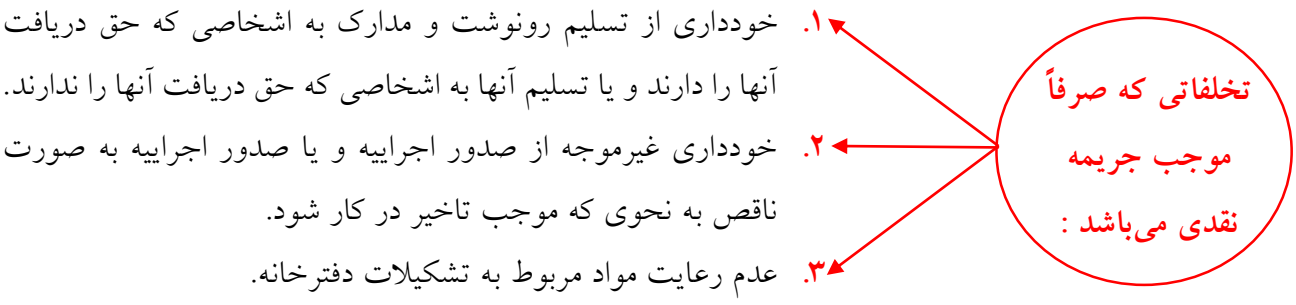 تخلفاتی که صرفاً
موجب جریمه
نقدی می‌باشد :
۱. خودداری از تسلیم رونوشت و مدارک به اشخاصی که حق دریافت
آنها را دارند و یا تسلیم آنها به اشخاصی که حق دریافت آنها را ندارند.
۲. خودداری غیرموجه از صدور اجراییه و یا صدور اجراییه به صورت
ناقص به نحوی که موجب تاخیر در کار شود.
۳. عدم رعایت مواد مربوط به تشکیلات دفترخانه.